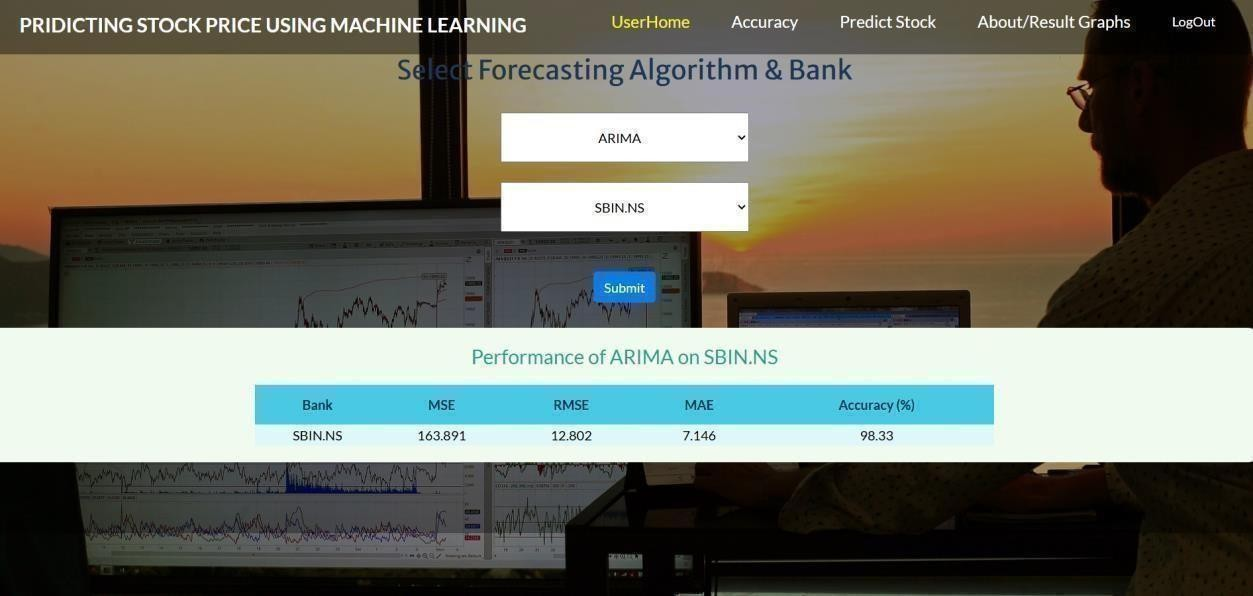 PRIDICTING STOCK PRICE USING MACHINE LEARNING UserHome Accuracy Predict Stock About/Result Graphs LogOut
Select Forecasting Algorithm & Bank
ARIMA
SBIN.NS
Submit
Performance of ARIMA on SBIN.NS
Bank MSE RMSE MAE Accuracy (%)
SBIN.NS 163.891 12.802 7.146 98.33